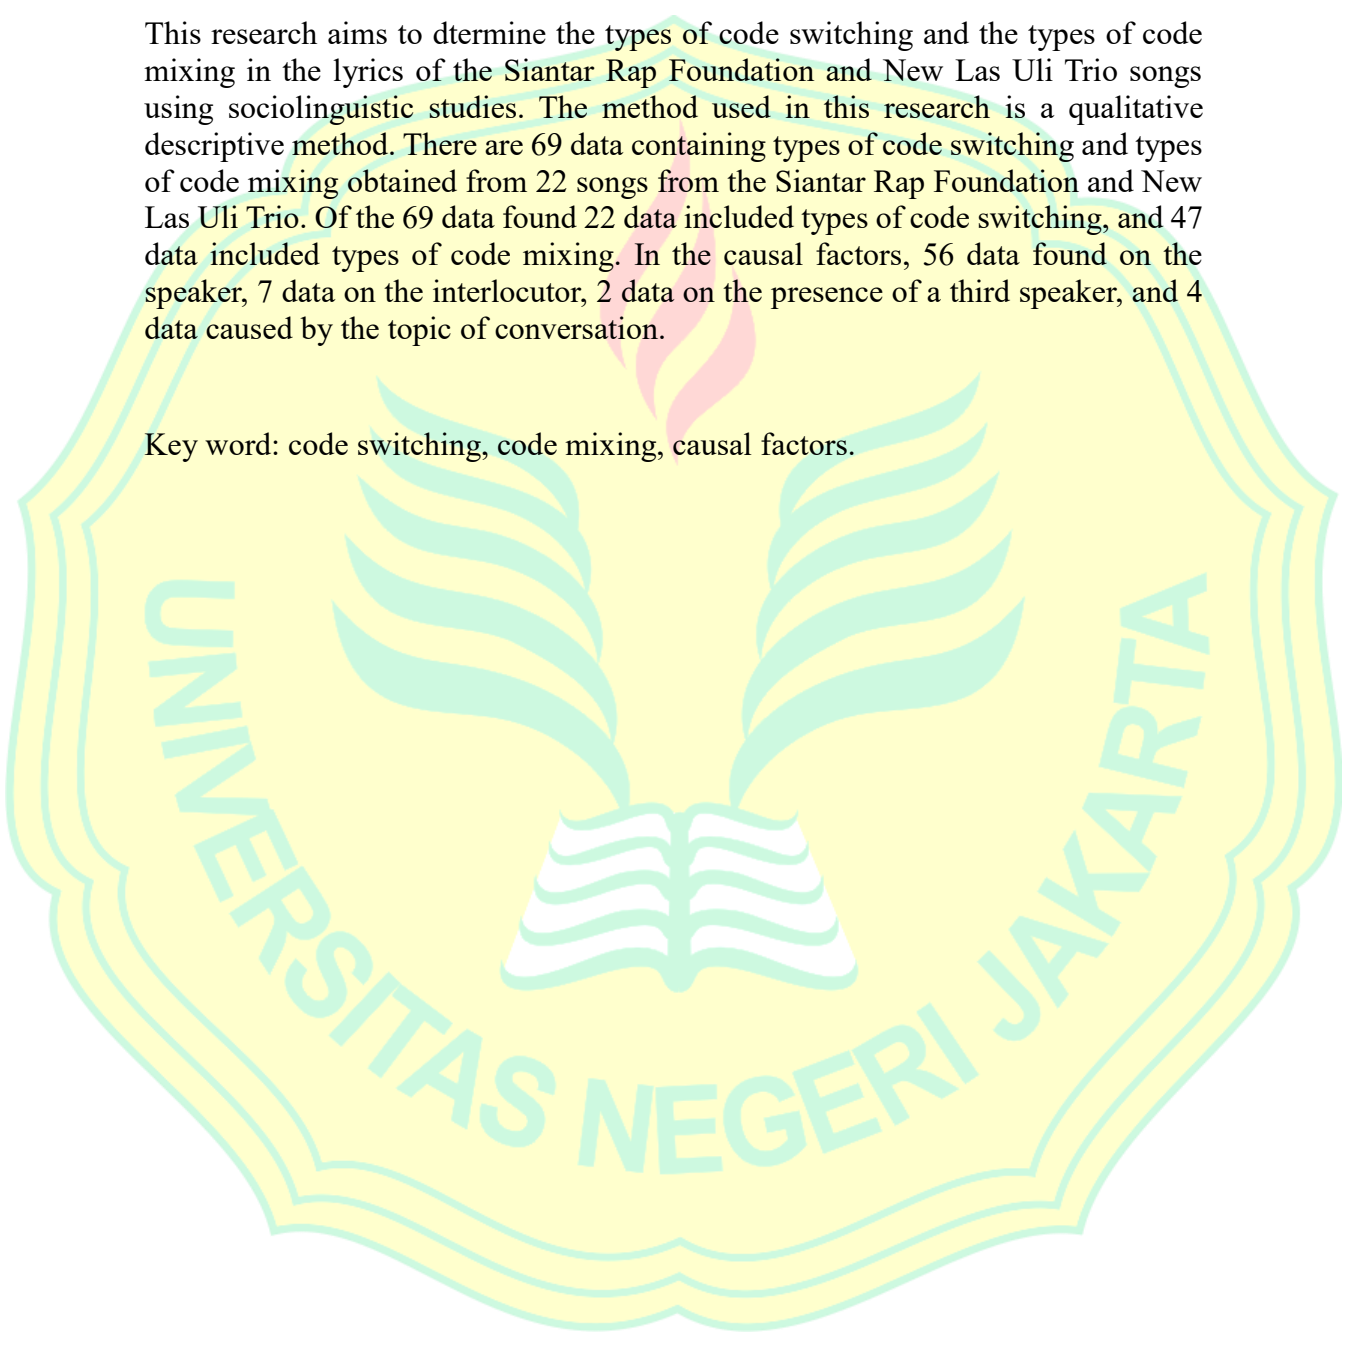 This research aims to dtermine the types of code switching and the types of code
mixing in the lyrics of the Siantar Rap Foundation and New Las Uli Trio songs
using sociolinguistic studies. The method used in this research is a qualitative
descriptive method. There are 69 data containing types of code switching and types
of code mixing obtained from 22 songs from the Siantar Rap Foundation and New
Las Uli Trio. Of the 69 data found 22 data included types of code switching, and 47
data included types of code mixing. In the causal factors, 56 data found on the
speaker, 7 data on the interlocutor, 2 data on the presence of a third speaker, and 4
data caused by the topic of conversation.
Key word: code switching, code mixing, causal factors.
UNIVERSITAS NEGERI JAKARTA